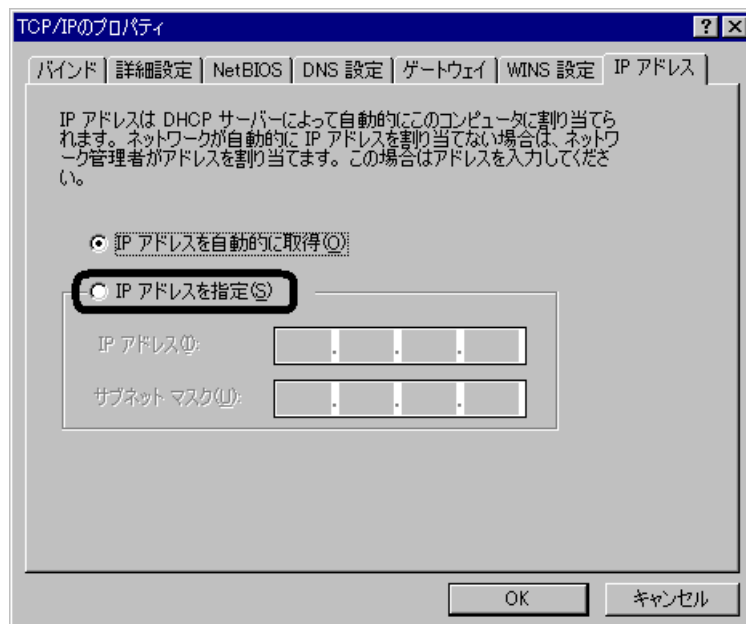 TCP/IPのプロパティ
バインド 詳細設定 NetBIOS DNS 設定 ゲートウェイ WINS 設定 IP アドレス
IP アドレスは DHCP サーバーによって自動的にこのコンピュータに割り当てら
れます。ネットワークが自動的に IP アドレスを割り当てない場合は、ネットワ
ーク管理者がアドレスを割り当てます。この場合はアドレスを入力してくださ
い。
IP アドレスを自動的に取得(O)
IP アドレスを指定(S)
IP アドレス(I):
サブネット マスク(U):
OK キャンセル